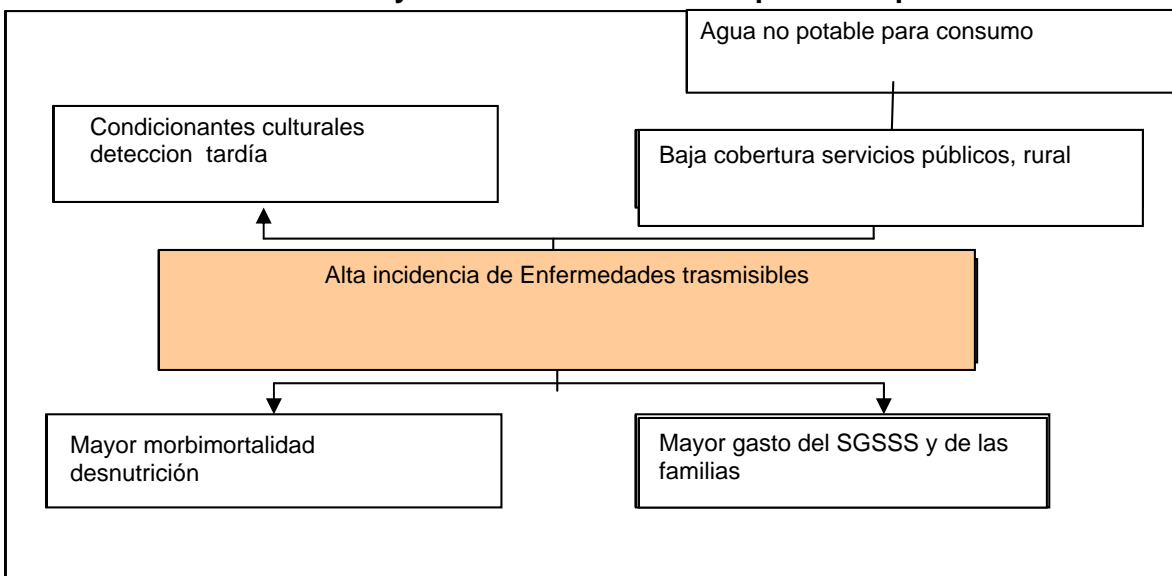 Agua no potable para consumo
Condicionantes culturales
deteccion tardía
Baja cobertura servicios públicos, rural
Alta incidencia de Enfermedades trasmisibles
Mayor morbimortalidad
desnutrición
Mayor gasto del SGSSS y de las
familias